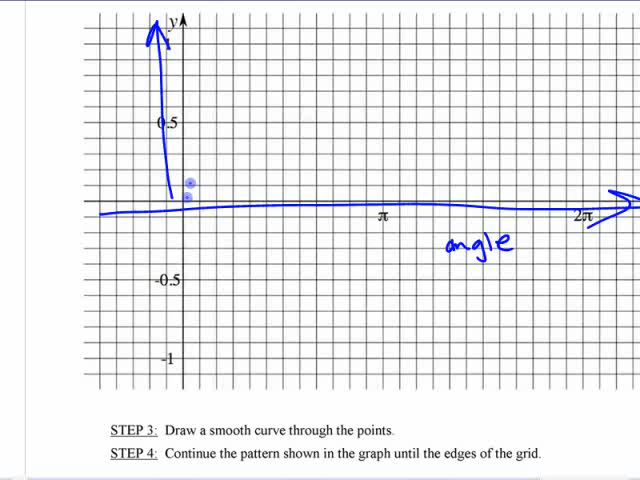 y
1
0.5
π
2π
angle
-0.5
-1
STEP 3: Draw a smooth curve through the points.
STEP 4: Continue the pattern shown in the graph until the edges of the grid.